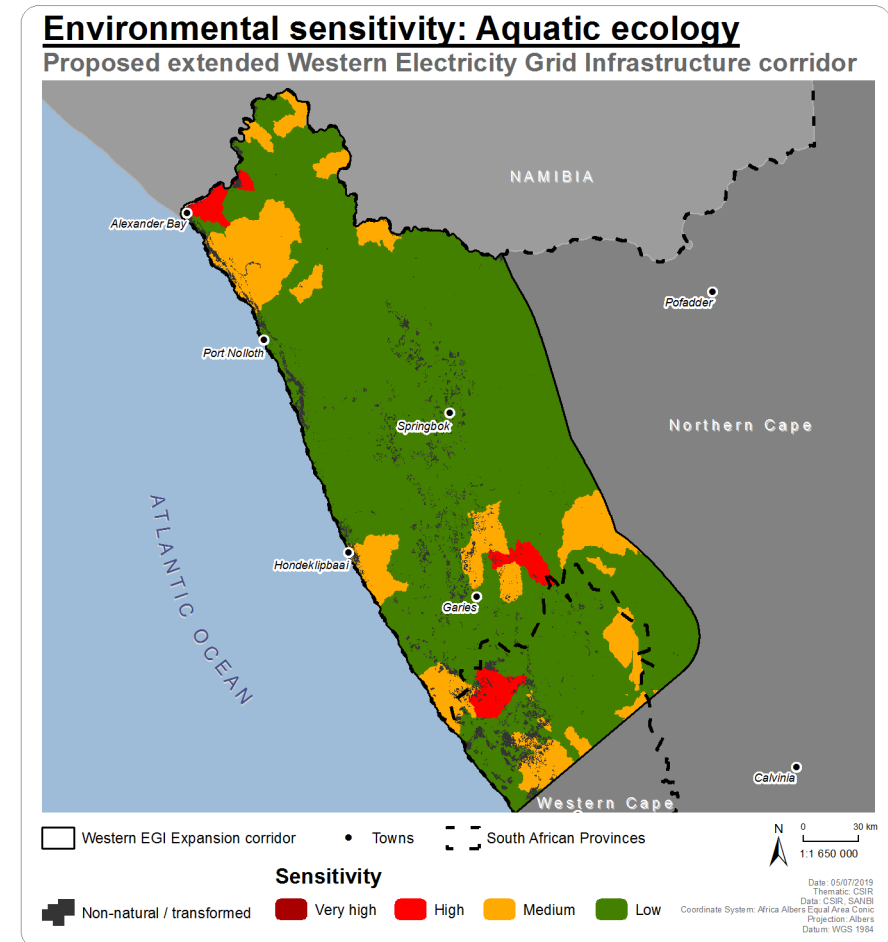 Environmental sensitivity: Aquatic ecology
Proposed extended Western Electricity Grid Infrastructure corridor
NAMIBIA
Alexander Bay
Pofadder
Port Nolloth
Springbok
Northern Cape
ATLANTIC OCEAN
Hondeklipbaai
Garies
Calvinia
Western Cape
Western EGI Expansion corridor
Towns
South African Provinces
N
0 30 km
1:1 650 000
Sensitivity
Non-natural / transformed
Very high
High
Medium
Low
Date: 05/07/2019
Thematic: CSIR
Data: CSIR, SANBI
Coordinate System: Africa Albers Equal Area Conic
Projection: Albers
Datum: WGS 1984